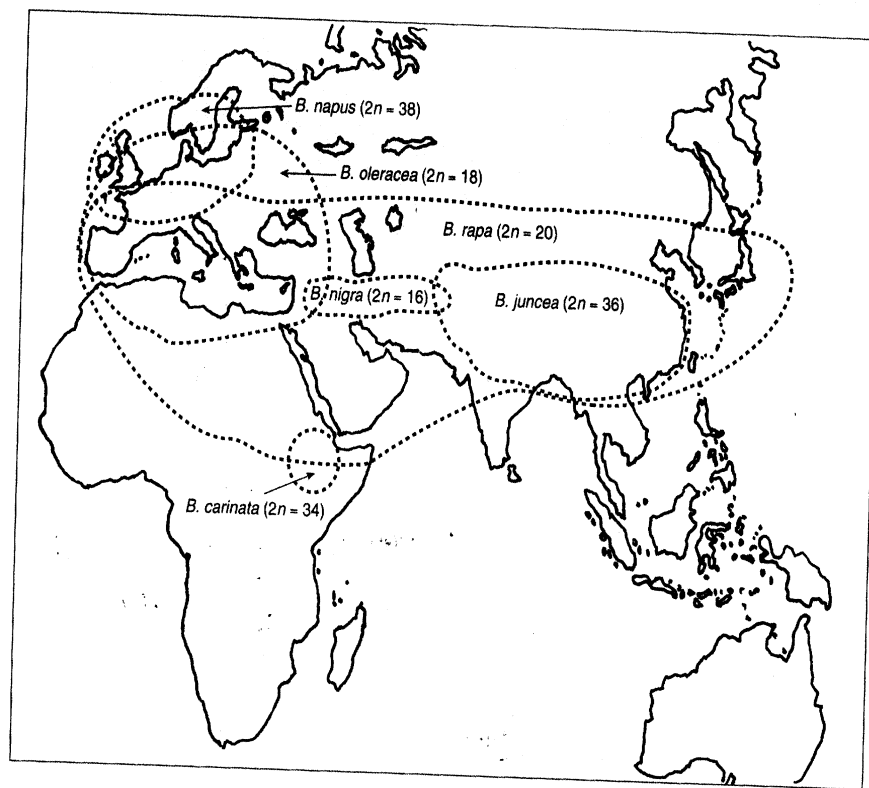 B. napus (2n = 38)
B. oleracea (2n = 18)
B. rapa (2n = 20)
B. nigra (2n = 16)
B. juncea (2n = 36)
B. carinata (2n = 34)